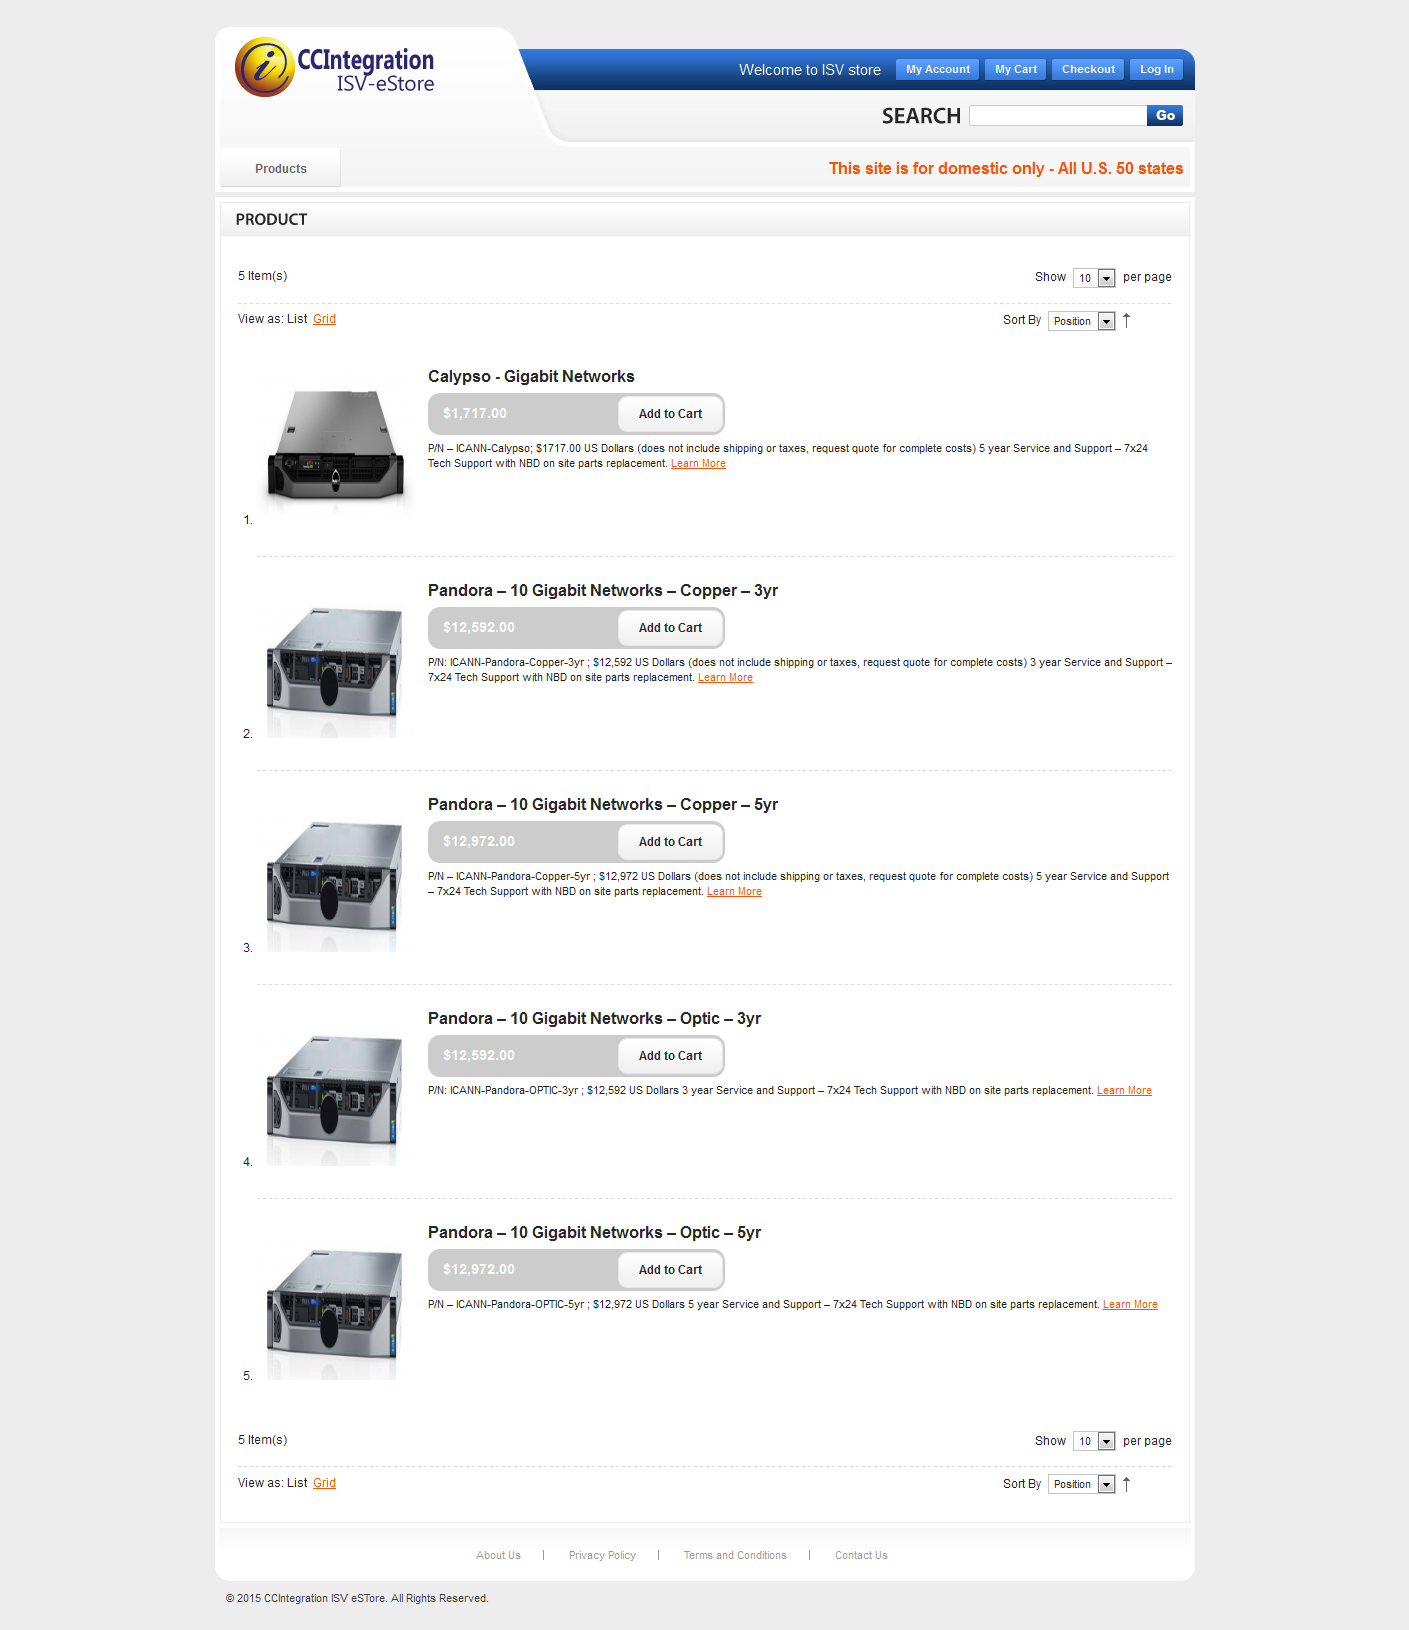 CCIntegration
ISV-eStore
Welcome to ISV store
My Account
My Cart
Checkout
Log In
SEARCH
Go
Products
This site is for domestic only - All U.S. 50 states
PRODUCT
5 Item(s)
Show 10 per page
View as: List Grid
Sort By Position
Calypso - Gigabit Networks
$1,717.00
Add to Cart
P/N – ICANN-Calypso; $1717.00 US Dollars (does not include shipping or taxes, request quote for complete costs) 5 year Service and Support – 7x24
Tech Support with NBD on site parts replacement. Learn More
1.
Pandora – 10 Gigabit Networks – Copper – 3yr
$12,592.00
Add to Cart
P/N: ICANN-Pandora-Copper-3yr ; $12,592 US Dollars (does not include shipping or taxes, request quote for complete costs) 3 year Service and Support –
7x24 Tech Support with NBD on site parts replacement. Learn More
2.
Pandora – 10 Gigabit Networks – Copper – 5yr
$12,972.00
Add to Cart
P/N – ICANN-Pandora-Copper-5yr ; $12,972 US Dollars (does not include shipping or taxes, request quote for complete costs) 5 year Service and Support
– 7x24 Tech Support with NBD on site parts replacement. Learn More
3.
Pandora – 10 Gigabit Networks – Optic – 3yr
$12,592.00
Add to Cart
P/N: ICANN-Pandora-OPTIC-3yr ; $12,592 US Dollars 3 year Service and Support – 7x24 Tech Support with NBD on site parts replacement. Learn More
4.
Pandora – 10 Gigabit Networks – Optic – 5yr
$12,972.00
Add to Cart
P/N – ICANN-Pandora-OPTIC-5yr ; $12,972 US Dollars 5 year Service and Support – 7x24 Tech Support with NBD on site parts replacement. Learn More
5.
5 Item(s)
Show 10 per page
View as: List Grid
Sort By Position
About Us
Privacy Policy
Terms and Conditions
Contact Us
© 2015 CCIntegration ISV eSTore. All Rights Reserved.